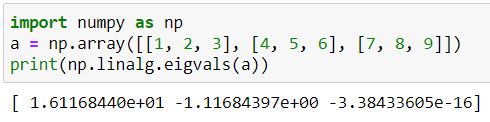 import numpy as np
a = np.array([[1, 2, 3], [4, 5, 6], [7, 8, 9]])
print(np.linalg.eigvals(a))
[ 1.61168440e+01 -1.11684397e+00 -3.38433605e-16]